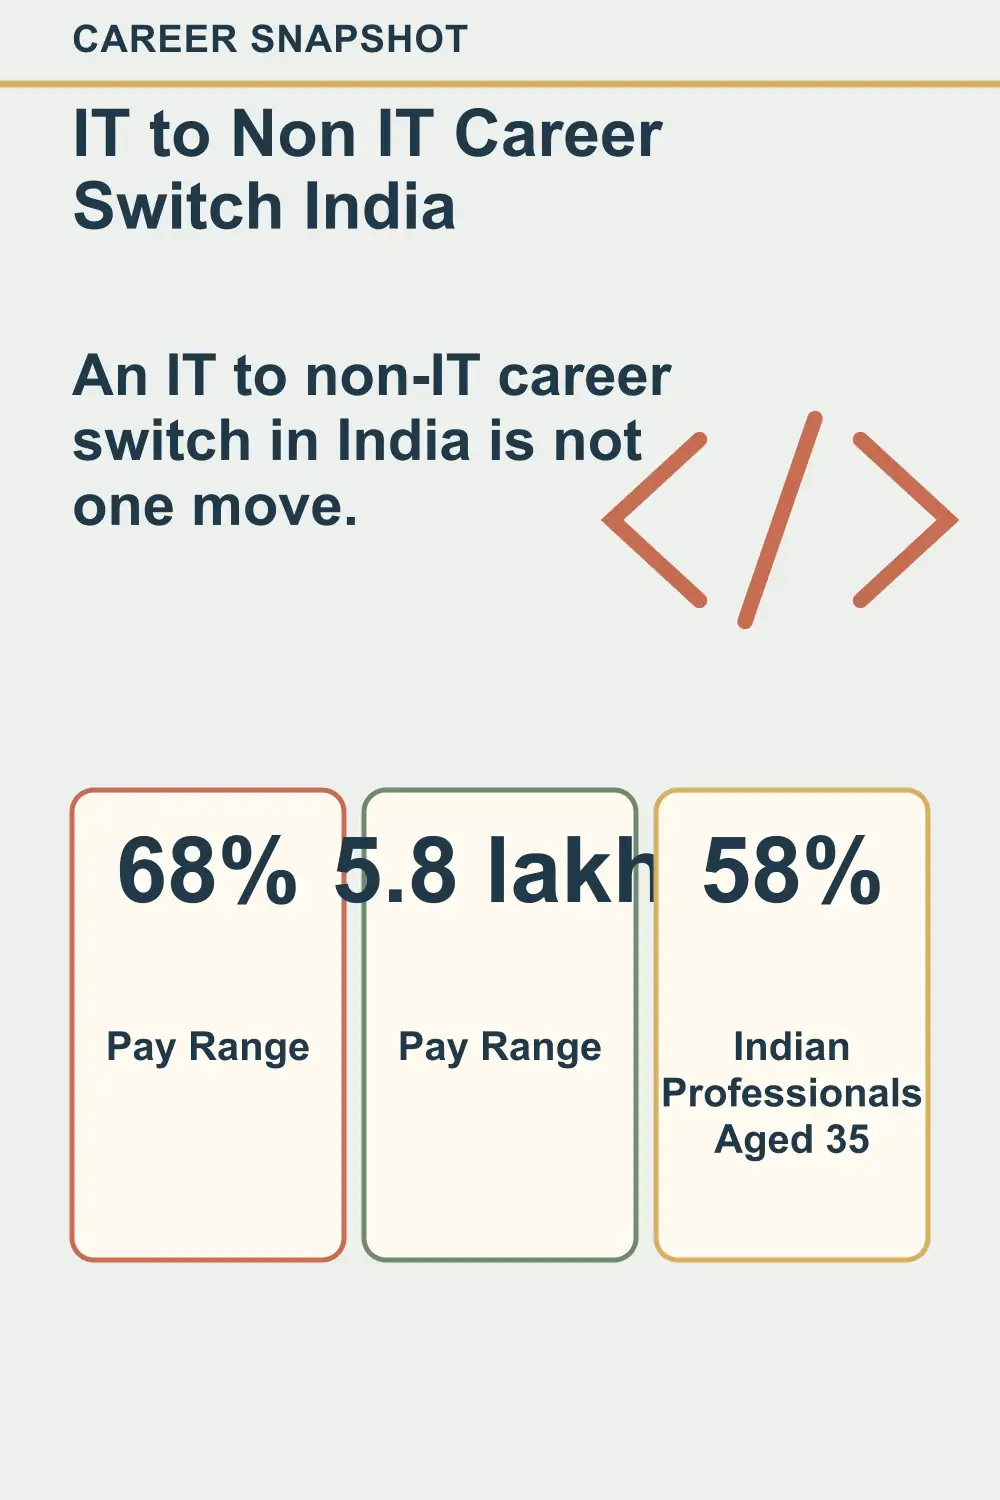 CAREER SNAPSHOT
IT to Non IT Career
Switch India
An IT to non-IT career
switch in India is not
one move.
</>
68%
5.8 lakh
58%
Pay Range
Pay Range
Indian
Professionals
Aged 35